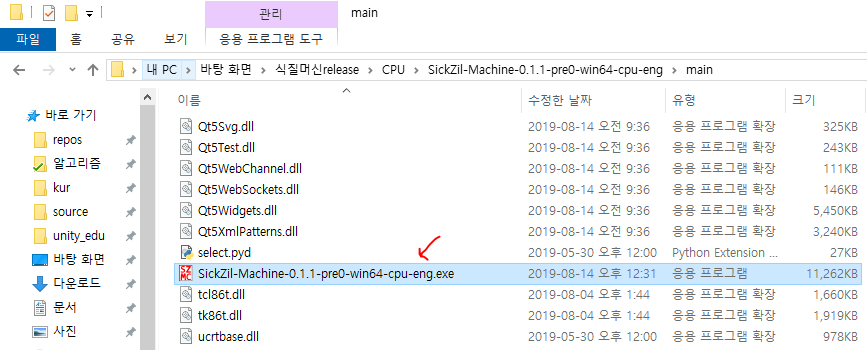 관리
main
파일
홈
공유
보기
응용 프로그램 도구
내 PC > 바탕 화면 > 식질머신release > CPU > SickZil-Machine-0.1.1-pre0-win64-cpu-eng > main
바로 가기
repos
알고리즘
kur
source
unity_edu
바탕 화면
다운로드
문서
사진
이름 수정한 날짜 유형 크기
Qt5Svg.dll 2019-08-14 오전 9:36 응용 프로그램 확장 325KB
Qt5Test.dll 2019-08-14 오전 9:36 응용 프로그램 확장 243KB
Qt5WebChannel.dll 2019-08-14 오전 9:36 응용 프로그램 확장 111KB
Qt5WebSockets.dll 2019-08-14 오전 9:36 응용 프로그램 확장 146KB
Qt5Widgets.dll 2019-08-14 오전 9:36 응용 프로그램 확장 5,450KB
Qt5XmlPatterns.dll 2019-08-14 오전 9:36 응용 프로그램 확장 3,240KB
select.pyd 2019-05-30 오후 12:00 Python Extension ... 27KB
SZ
MC
SickZil-Machine-0.1.1-pre0-win64-cpu-eng.exe 2019-08-14 오후 12:31 응용 프로그램 11,262KB
tcl86t.dll 2019-08-04 오후 1:44 응용 프로그램 확장 1,660KB
tk86t.dll 2019-08-04 오후 1:44 응용 프로그램 확장 1,919KB
ucrtbase.dll 2019-05-30 오후 12:00 응용 프로그램 확장 978KB